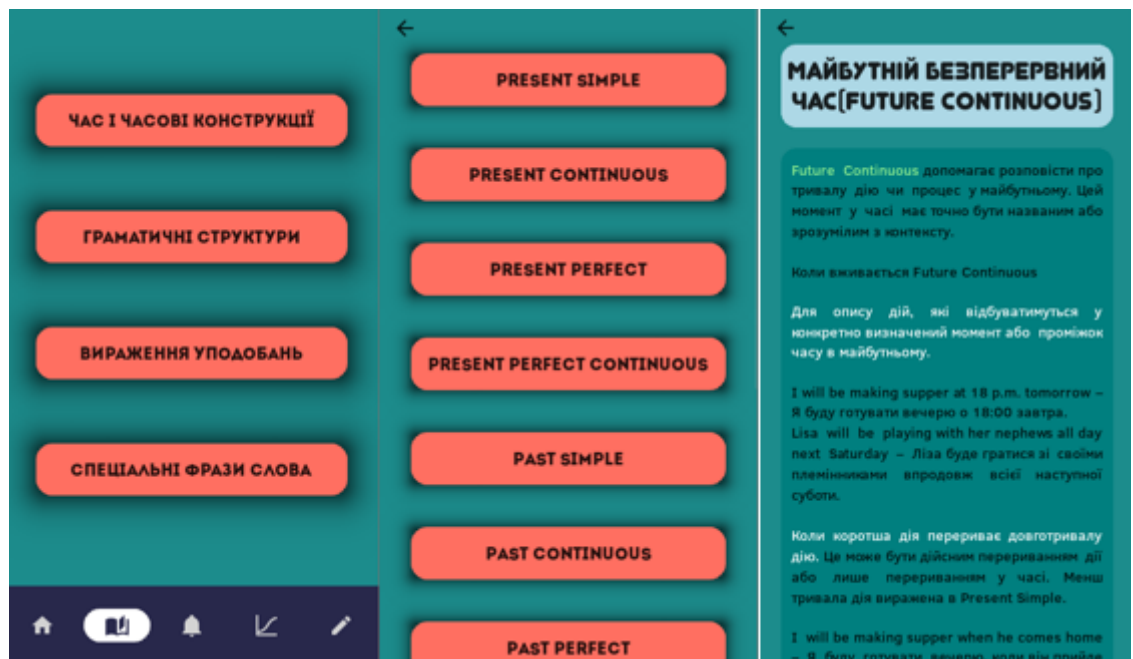 ЧАС І ЧАСОВІ КОНСТРУКЦІЇ
ГРАМАТИЧНІ СТРУКТУРИ
ВИРАЖЕННЯ УПОДОБАНЬ
СПЕЦІАЛЬНІ ФРАЗИ СЛОВА
PRESENT SIMPLE
PRESENT CONTINUOUS
PRESENT PERFECT
PRESENT PERFECT CONTINUOUS
PAST SIMPLE
PAST CONTINUOUS
PAST PERFECT
МАЙБУТНІЙ БЕЗПЕРЕРВНИЙ
ЧАС(FUTURE CONTINUOUS)
Future Continuous допомагає розповісти про
тривалу дію чи процес у майбутньому. Цей
момент у часі має точно бути названим або
зрозумілим з контексту.
Коли вживається Future Continuous
Для опису дій, які відбуватимуться у
конкретно визначений момент або проміжок
часу в майбутньому.
I will be making supper at 18 p.m. tomorrow –
Я буду готувати вечерю о 18:00 завтра.
Lisa will be playing with her nephews all day
next Saturday – Ліза буде гратися зі своїми
племінниками впродовж всієї наступної
суботи.
Коли коротша дія перериває довготривалу
дію. Це може бути дійсним перериванням дії
або лише перериванням у часі. Менш
тривала дія виражена в Present Simple.
I will be making supper when he comes home
– Я буду готувати вечерю, коли він прийде